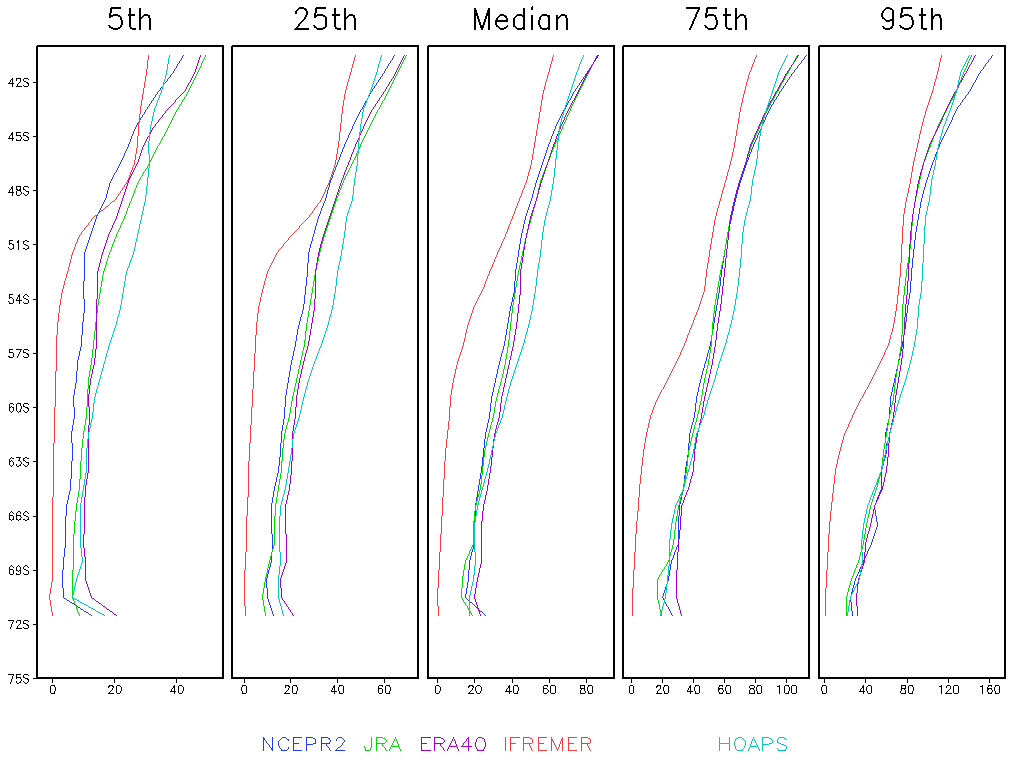 5th 25th Median 75th 95th
42S
45S
48S
51S
54S
57S
60S
63S
66S
69S
72S
75S
0 20 40 0 20 40 60 0 20 40 60 80 0 20 40 60 80 100 0 40 80 120 160
NCEPR2 JRA ERA40 IFREMER HOAPS